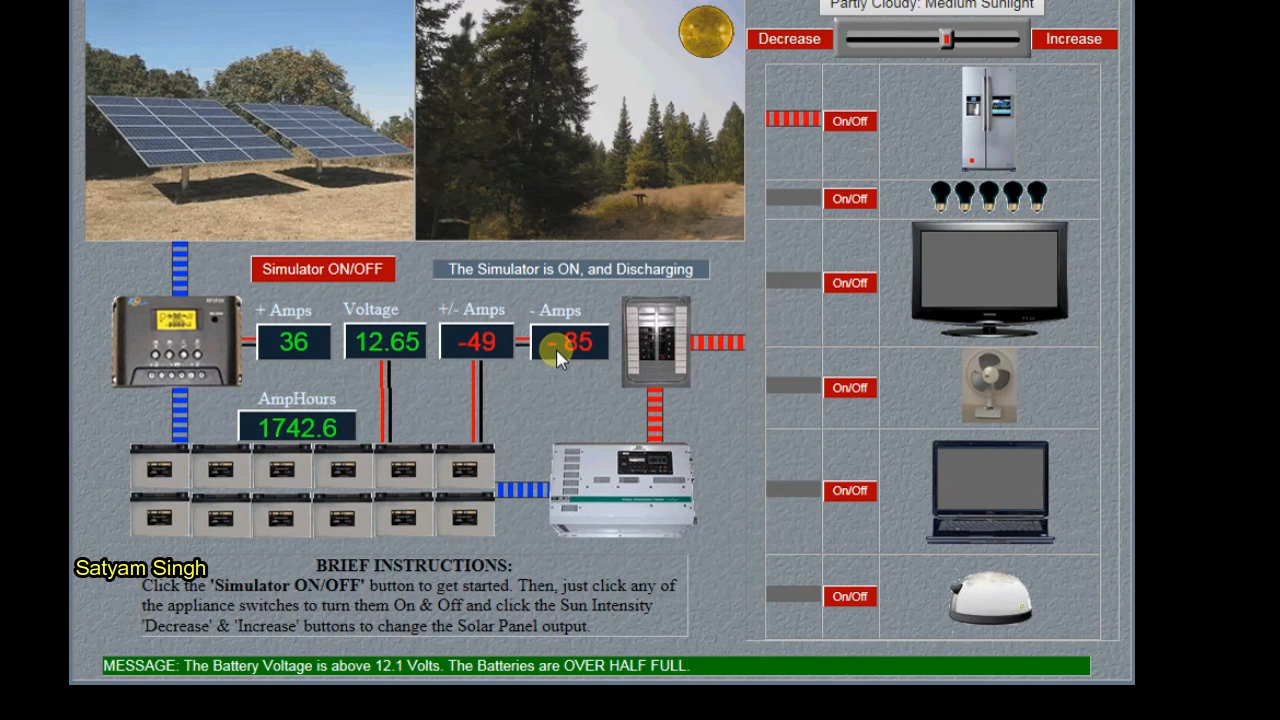 Partly Cloudy: Medium Sunlight
Decrease
Increase
On/Off
On/Off
On/Off
On/Off
On/Off
On/Off
Simulator ON/OFF
The Simulator is ON, and Discharging
+ Amps
Voltage
+/- Amps
- Amps
36
12.65
-49
- 85
AmpHours
1742.6
Satyam Singh
BRIEF INSTRUCTIONS:
Click the 'Simulator ON/OFF' button to get started. Then, just click any of
the appliance switches to turn them On & Off and click the Sun Intensity
'Decrease' & 'Increase' buttons to change the Solar Panel output.
MESSAGE: The Battery Voltage is above 12.1 Volts. The Batteries are OVER HALF FULL.